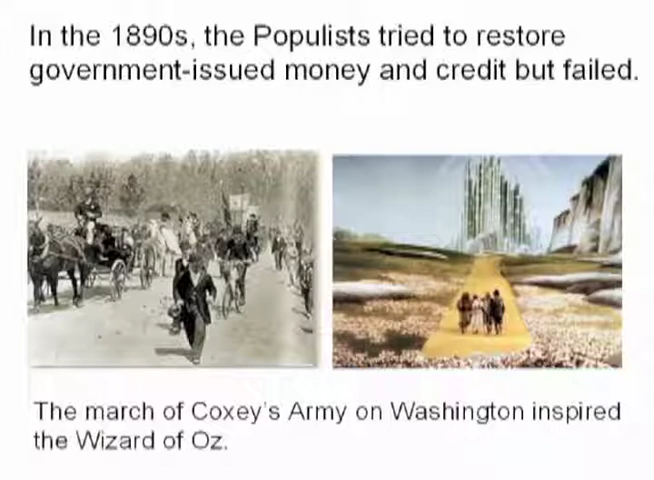 In the 1890s, the Populists tried to restore
government-issued money and credit but failed.
The march of Coxey's Army on Washington inspired
the Wizard of Oz.